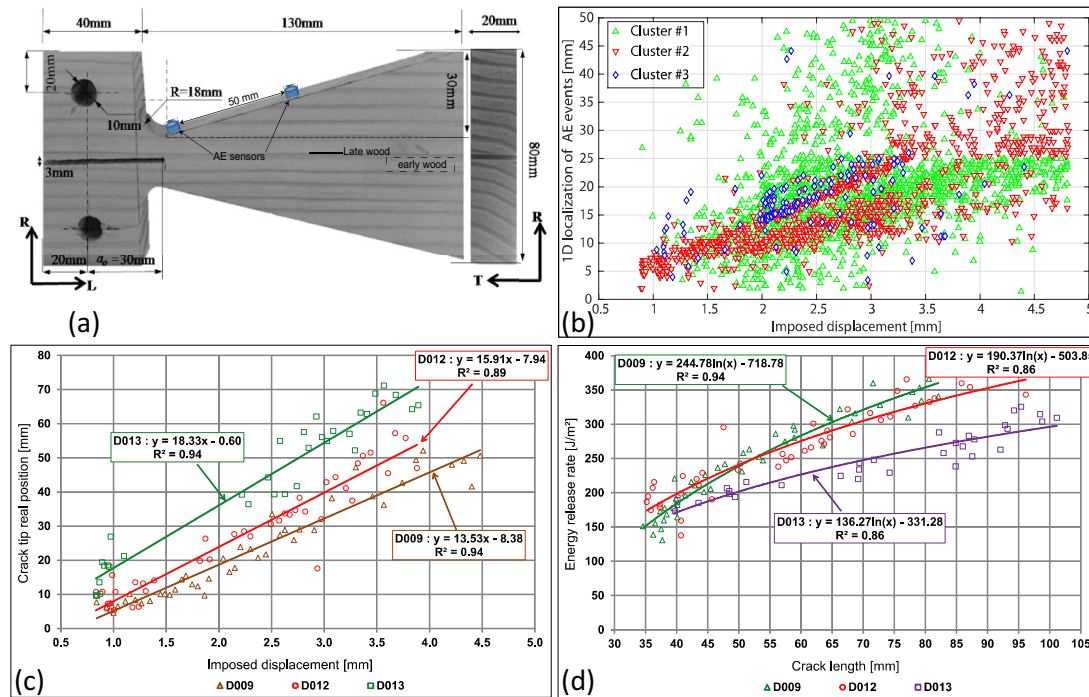 40mm
130mm
20mm
20mm
R=18mm
50 mm
30mm
10mm
AE sensors
Late wood
early wood
80mm
3mm
R
R
20mm
aₒ =30mm
L
T
(a)
Cluster #1
Cluster #2
Cluster #3
1D localization of AE events [mm]
50
45
40
35
30
25
20
15
10
5
0
0
0.5
1
1.5
2
2.5
3
3.5
4
4.5
5
Imposed displacement [mm]
(b)
D012 : y = 15.91x - 7.94
R² = 0.89
D013 : y = 18.33x - 0.60
R² = 0.94
D009 : y = 13.53x - 8.38
R² = 0.94
Crack tip real position [mm]
80
70
60
50
40
30
20
10
0
0.5
1.0
1.5
2.0
2.5
3.0
3.5
4.0
4.5
5.0
Imposed displacement [mm]
D009
D012
D013
(c)
D009 : y = 244.78ln(x) - 718.78
R² = 0.94
D012 : y = 190.37ln(x) - 503.8
R² = 0.86
D013 : y = 136.27ln(x) - 331.28
R² = 0.86
Energy release rate [J/m²]
400
350
300
250
200
150
100
50
0
30
35
40
45
50
55
60
65
70
75
80
85
90
95
100
105
Crack length [mm]
D009
D012
D013
(d)